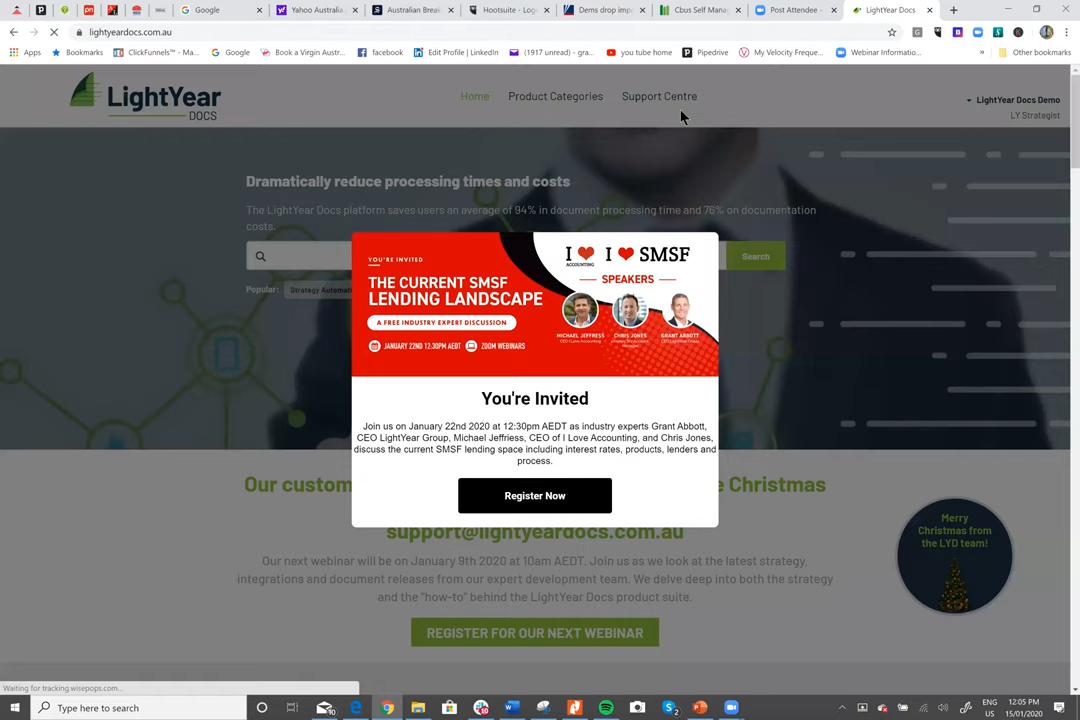 Google
Yahoo Australia
Australian Break
Hootsuite - Log
Dems drop imp
Cbus Self Mana
Post Attendee -
LightYear Docs
lightyeardocs.com.au
Apps
Bookmarks
ClickFunnels™ - Ma...
Google
Book a Virgin Austr...
facebook
Edit Profile | LinkedIn
(1917 unread) - gra...
you tube home
Pipedrive
My Velocity Freque...
Webinar Informatio...
Other bookmarks
LightYear
DOCS
Home
Product Categories
Support Centre
LightYear Docs Demo
LY Strategist
Dramatically reduce processing times and costs
The LightYear Docs platform saves users an average of 94% in document processing time and 76% on documentation
costs.
Search
Popular:
Strategy Automati
YOU'RE INVITED
THE CURRENT SMSF
LENDING LANDSCAPE
A FREE INDUSTRY EXPERT DISCUSSION
JANUARY 22ND 12:30PM AEDT
ZOOM WEBINARS
I ❤ I ❤ SMSF
ACCOUNTING
SPEAKERS
MICHAEL JEFFRIESS
CEO I Love Accounting
CHRIS JONES
GRANT ABBOTT
CEO LightYear Group
You're Invited
Join us on January 22nd 2020 at 12:30pm AEDT as industry experts Grant Abbott,
CEO LightYear Group, Michael Jeffriess, CEO of I Love Accounting, and Chris Jones,
discuss the current SMSF lending space including interest rates, products, lenders and
process.
Register Now
Our custom
e Christmas
support@lightyeardocs.com.au
Our next webinar will be on January 9th 2020 at 10am AEDT. Join us as we look at the latest strategy,
integrations and document releases from our expert development team. We delve deep into both the strategy
and the "how-to" behind the LightYear Docs product suite.
REGISTER FOR OUR NEXT WEBINAR
Merry
Christmas from
the LYD team!
Waiting for tracking.wisepops.com...
Type here to search
ENG
US
12:05 PM
15/01/2020